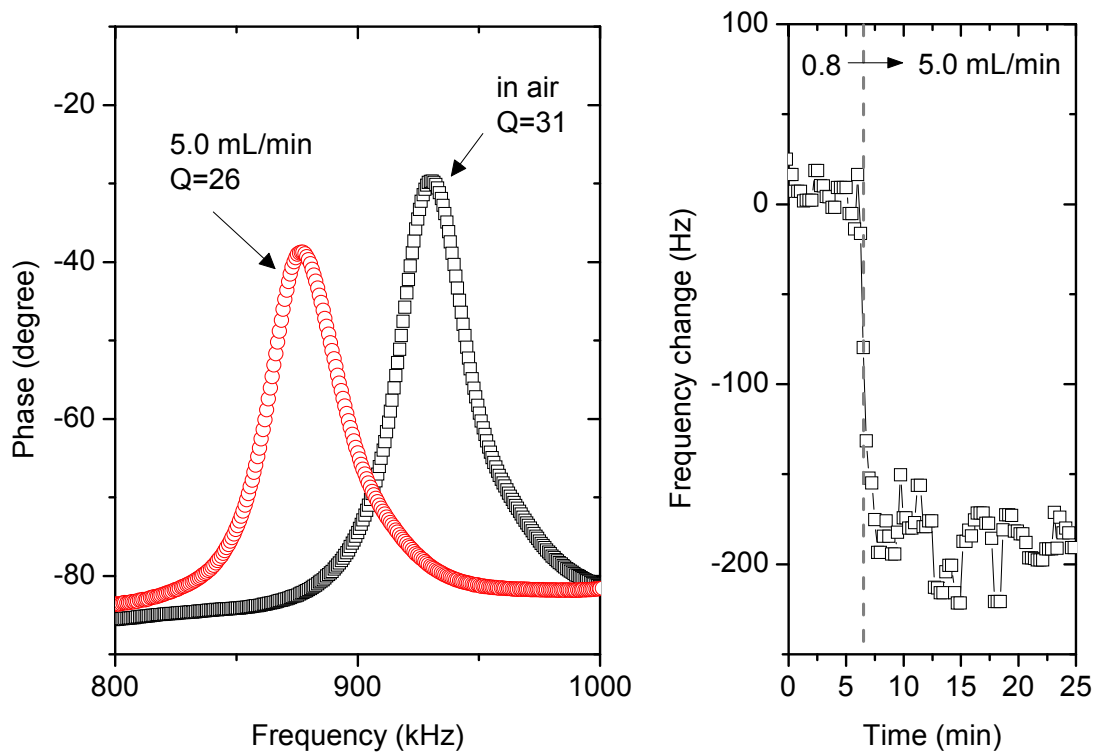 -20
-40
-60
-80
800
900
1000
Phase (degree)
Frequency (kHz)
5.0 mL/min
Q=26
in air
Q=31
100
0
-100
-200
0
5
10
15
20
25
Frequency change (Hz)
Time (min)
0.8 → 5.0 mL/min